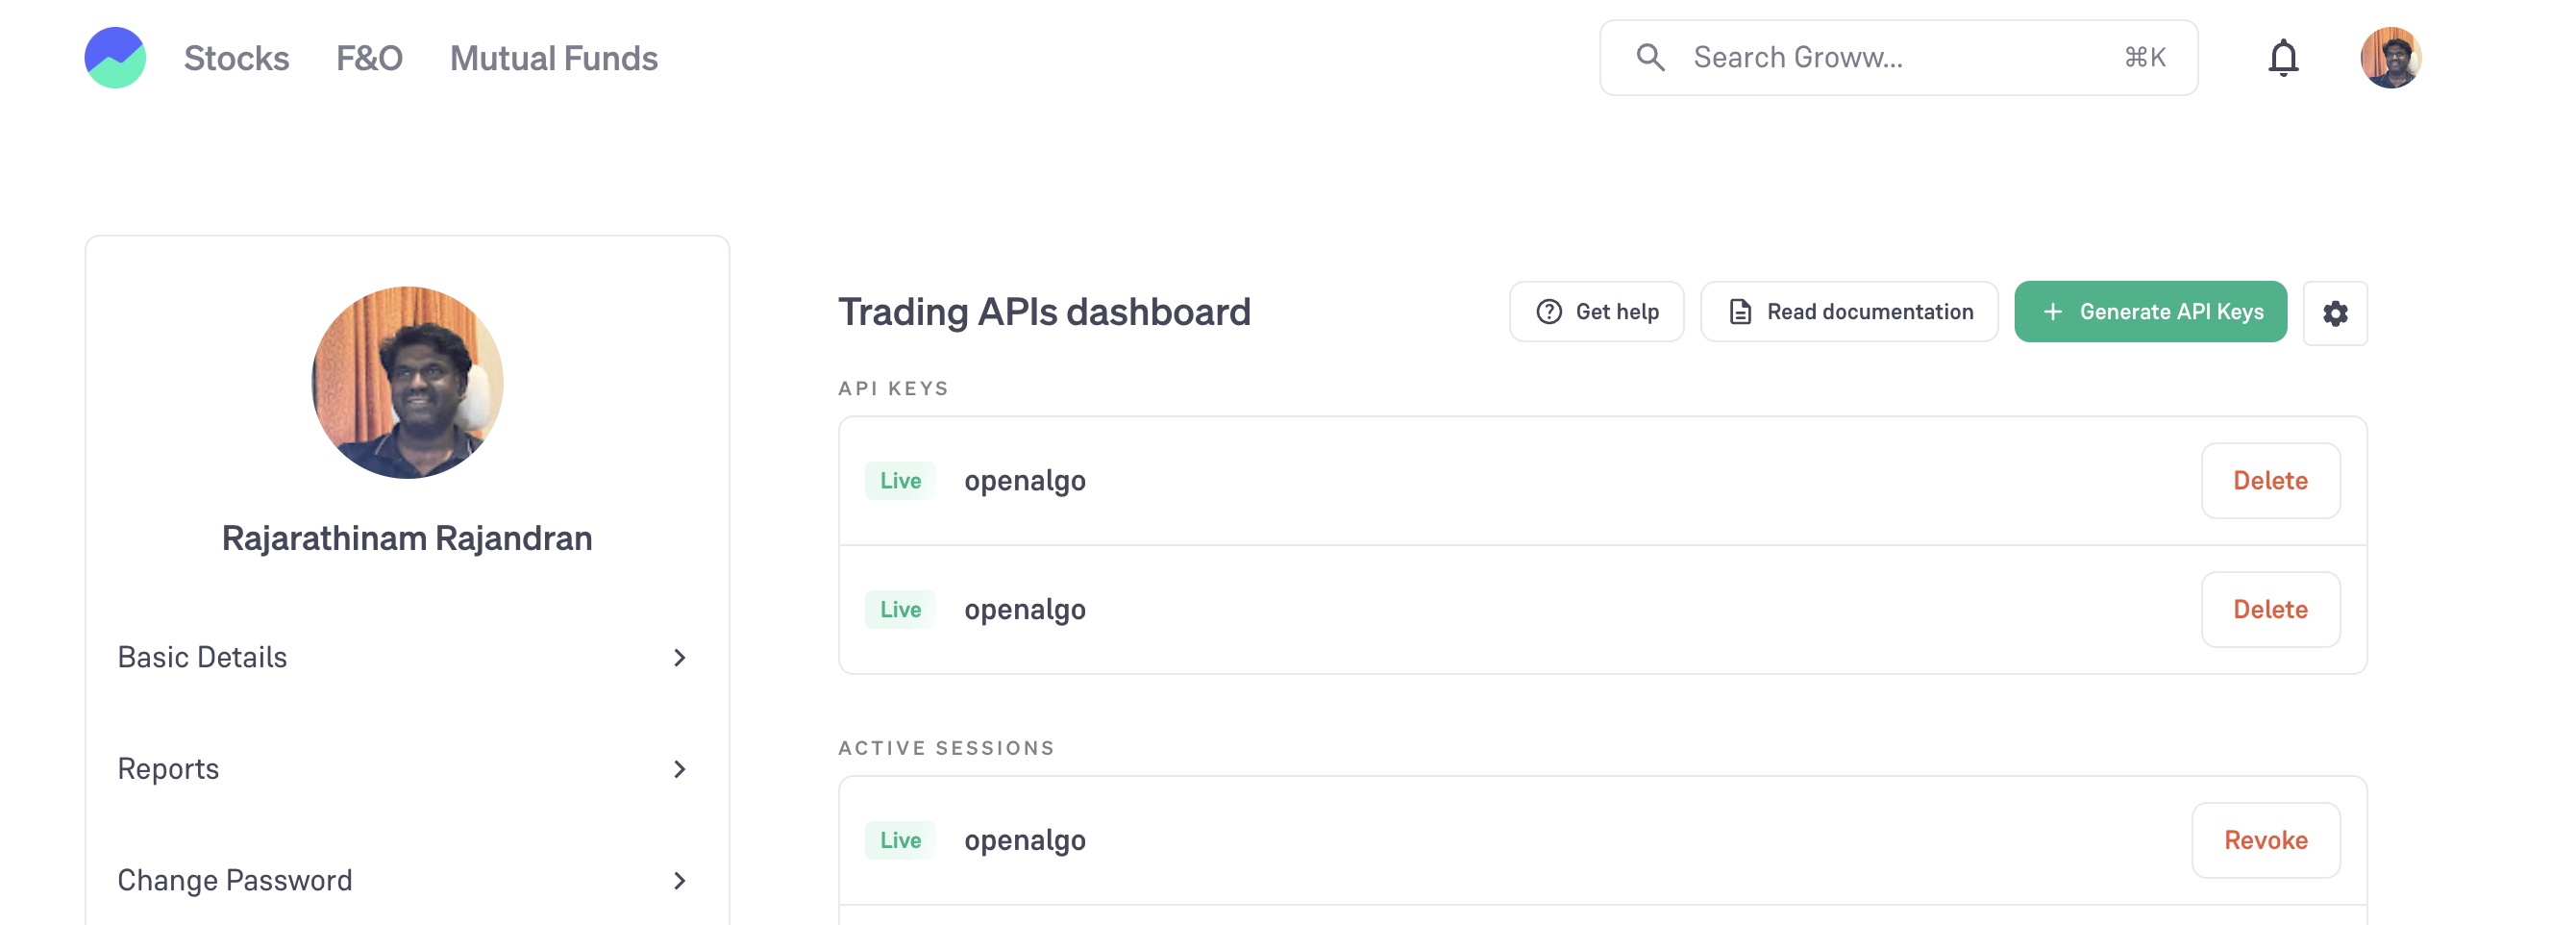 Stocks F&O Mutual Funds Search Groww... ⌘K
Rajarathinam Rajandran
Basic Details
Reports
Change Password
Trading APIs dashboard Get help Read documentation + Generate API Keys
API KEYS
Live openalgo Delete
Live openalgo Delete
ACTIVE SESSIONS
Live openalgo Revoke